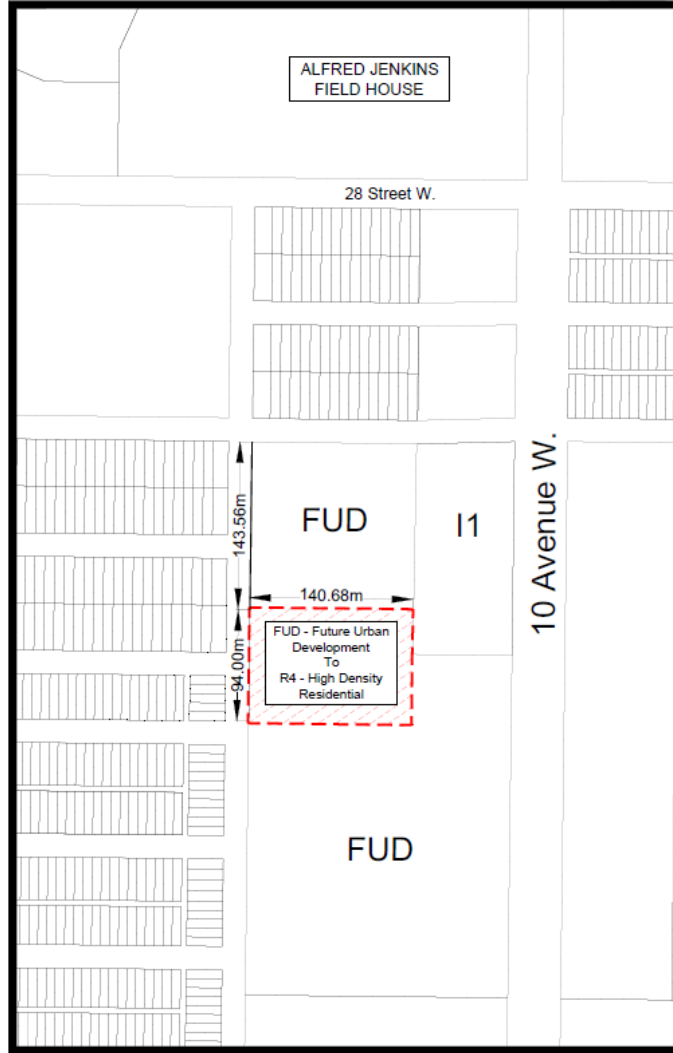 ALFRED JENKINS
FIELD HOUSE
28 Street W.
10 Avenue W.
143.56m
FUD
I1
140.68m
94.00m
FUD - Future Urban
Development
To
R4 - High Density
Residential
FUD